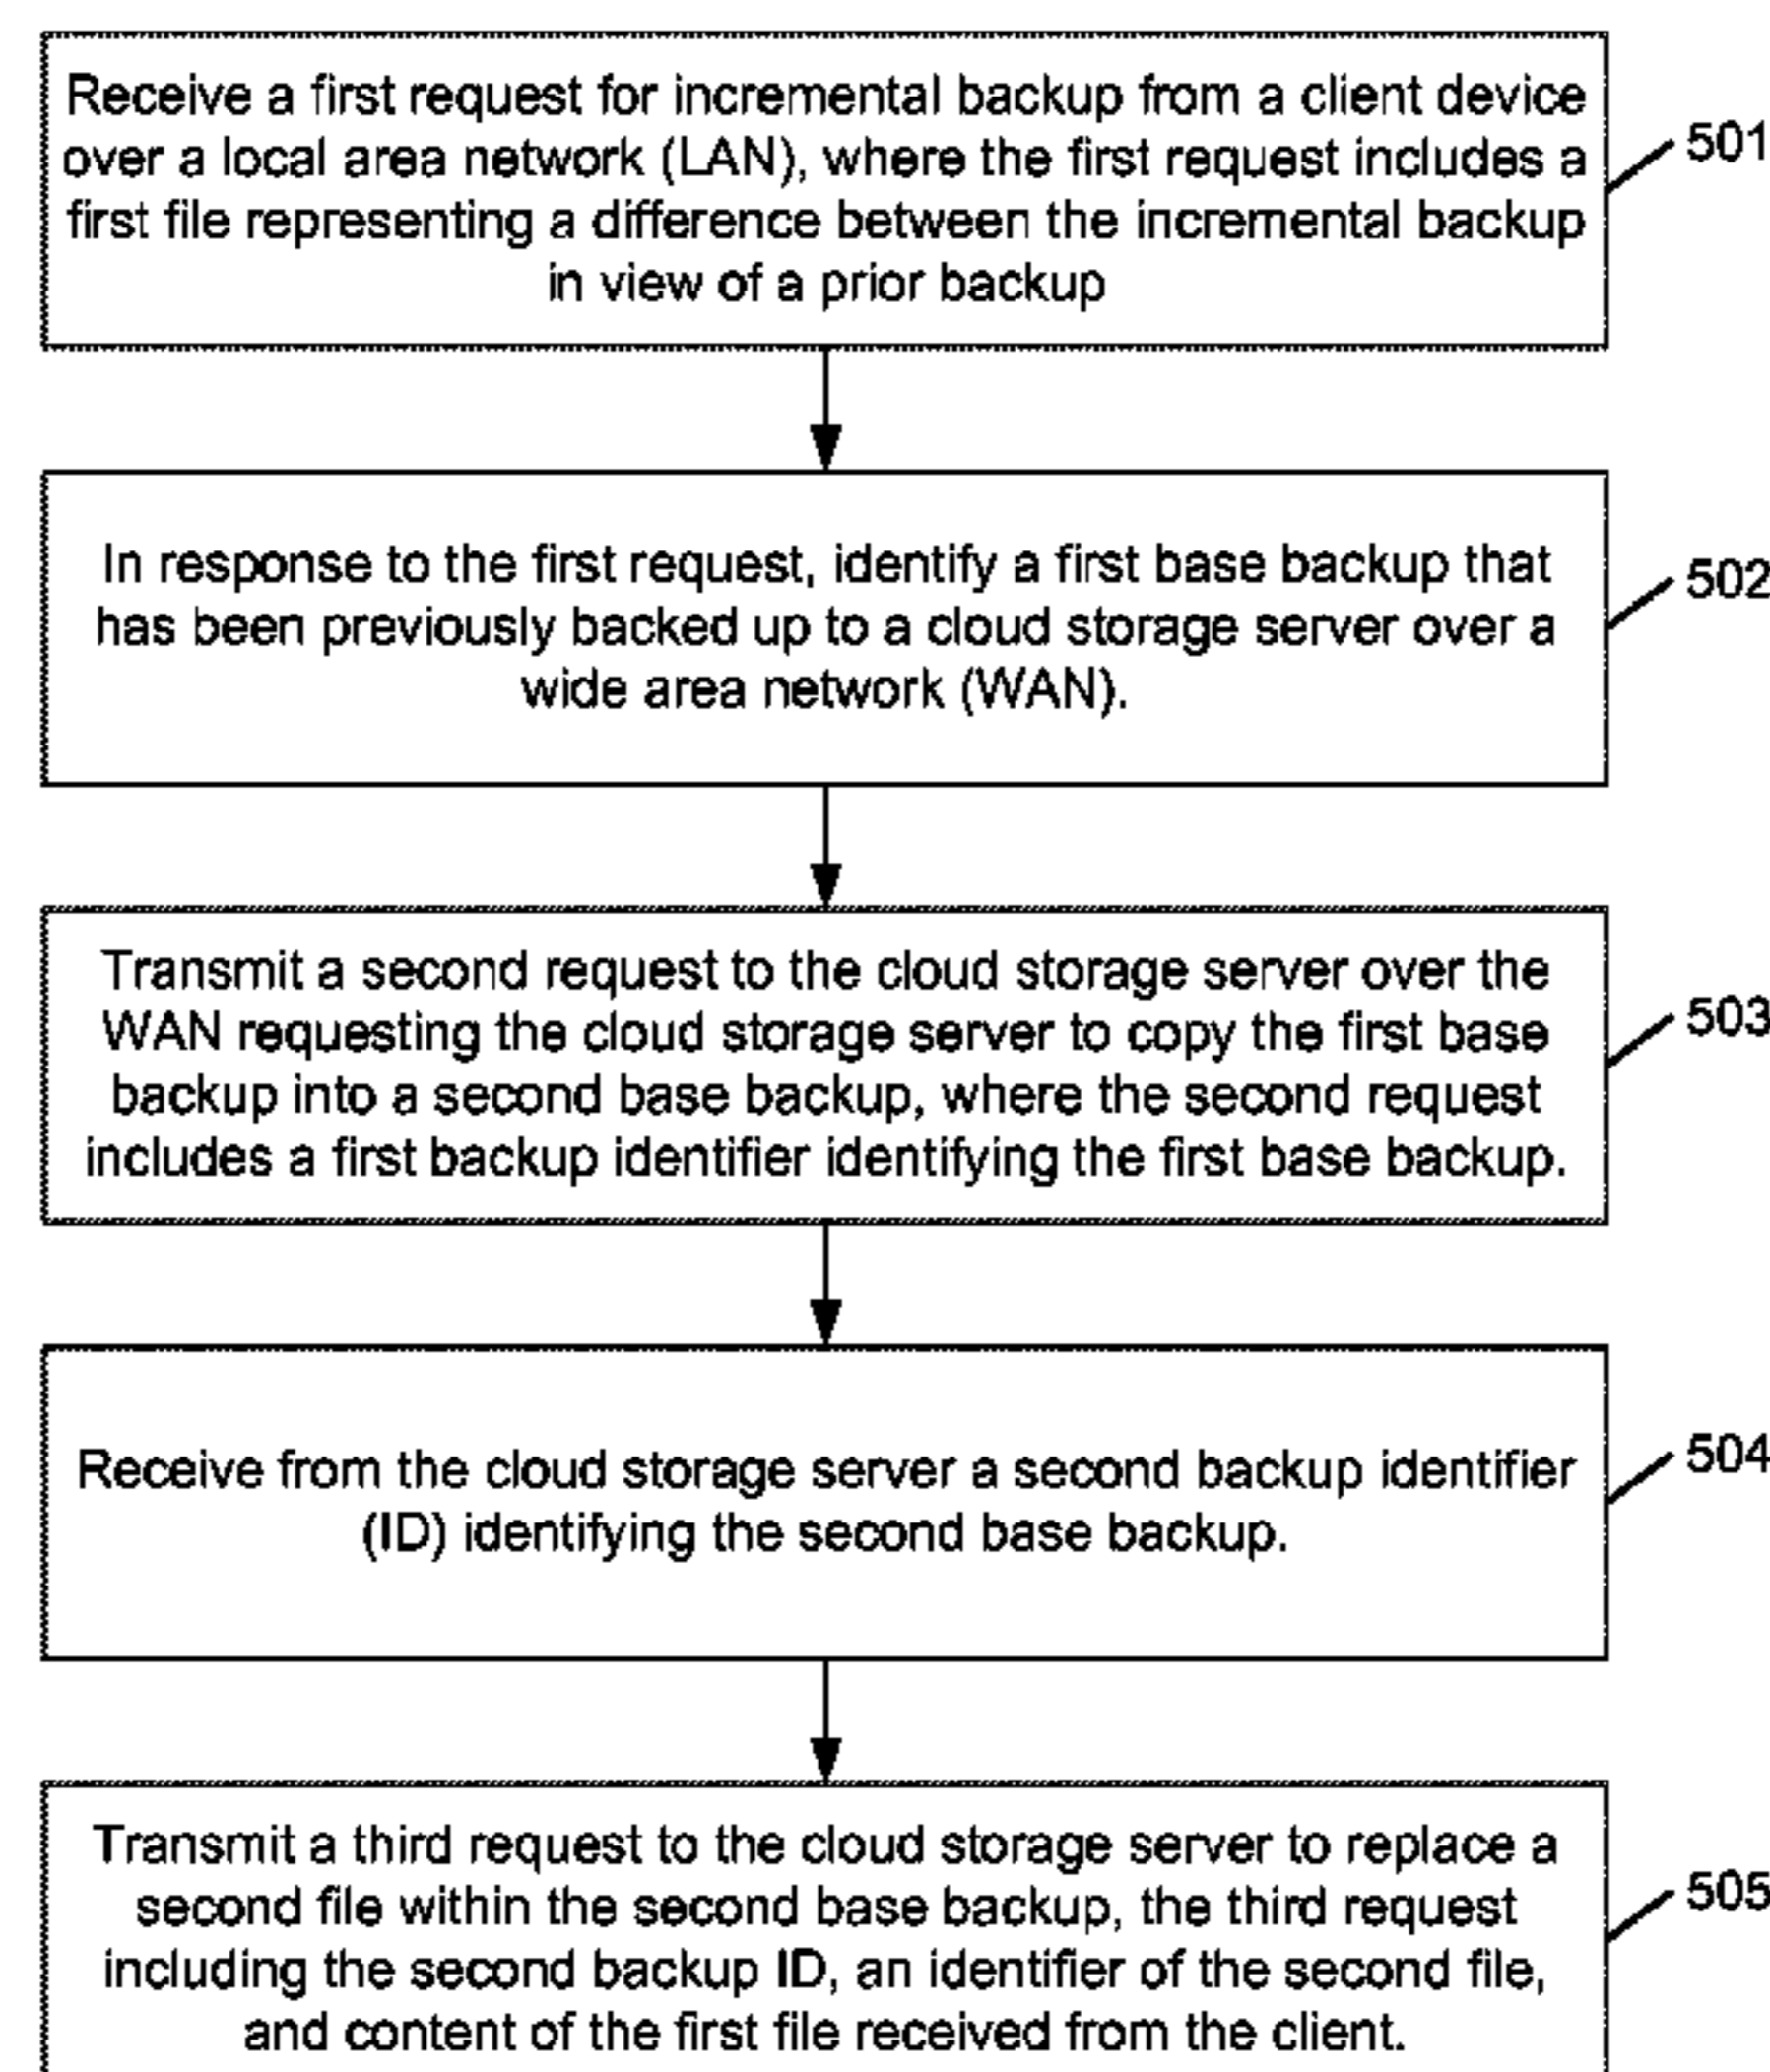 Receive a first request for incremental backup from a client device
over a local area network (LAN), where the first request includes a
first file representing a difference between the incremental backup
in view of a prior backup
501
In response to the first request, identify a first base backup that
has been previously backed up to a cloud storage server over a
wide area network (WAN).
502
Transmit a second request to the cloud storage server over the
WAN requesting the cloud storage server to copy the first base
backup into a second base backup, where the second request
includes a first backup identifier identifying the first base backup.
503
Receive from the cloud storage server a second backup identifier
(ID) identifying the second base backup.
504
Transmit a third request to the cloud storage server to replace a
second file within the second base backup, the third request
including the second backup ID, an identifier of the second file,
and content of the first file received from the client.
505